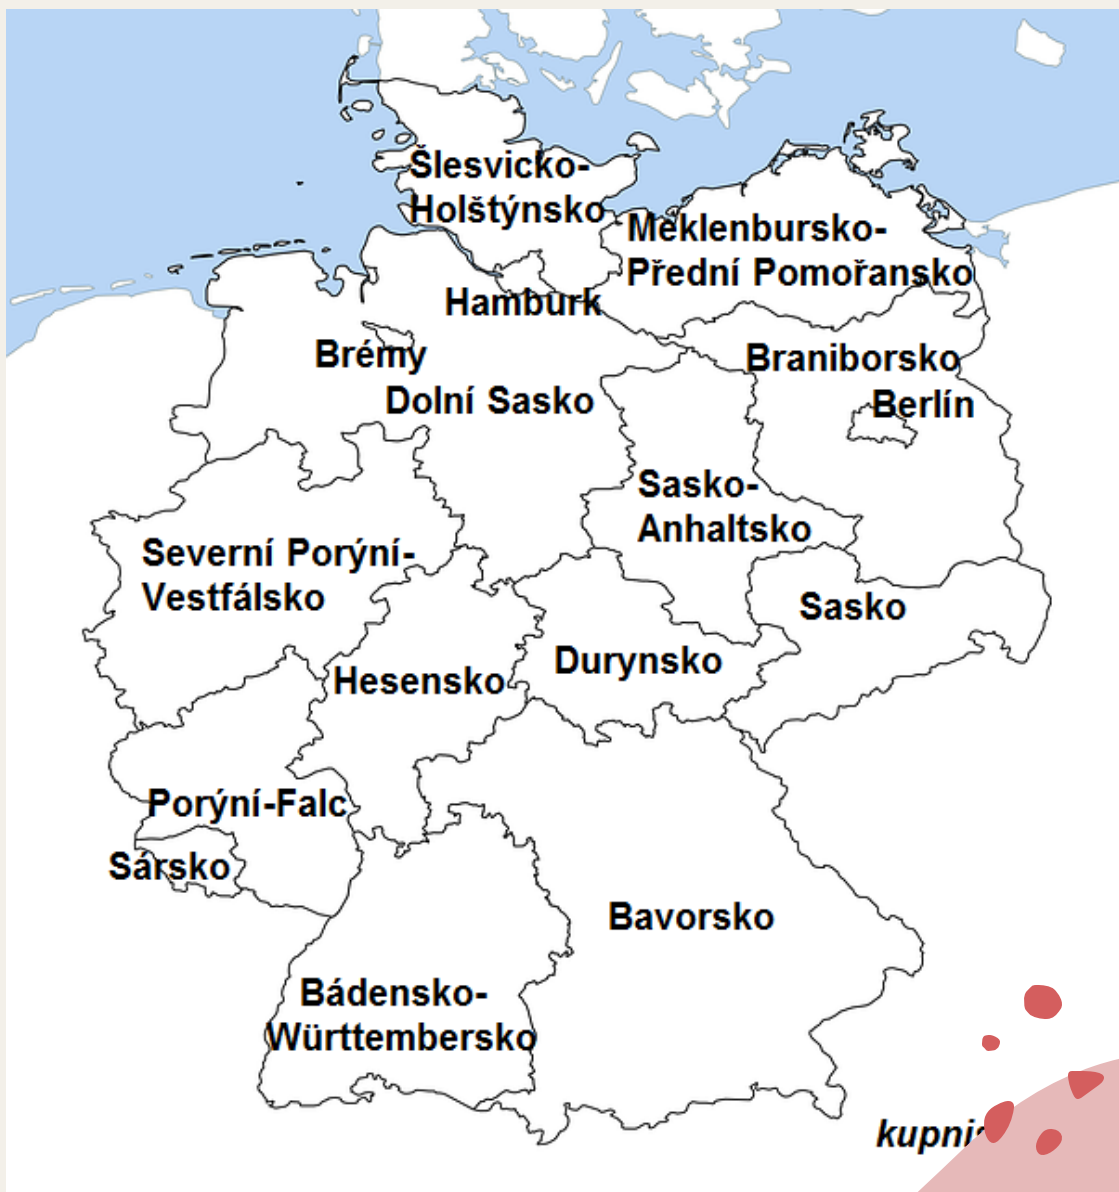 Šlesvicko-
Holštýnsko
Meklenbursko-
Přední Pomořansko
Hamburk
Brémy
Braniborsko
Dolní Sasko
Berlín
Sasko-
Anhaltsko
Severní Porýní-
Vestfálsko
Sasko
Durynsko
Hesensko
Porýní-Falc
Sársko
Bavorsko
Bádensko-
Württembersko